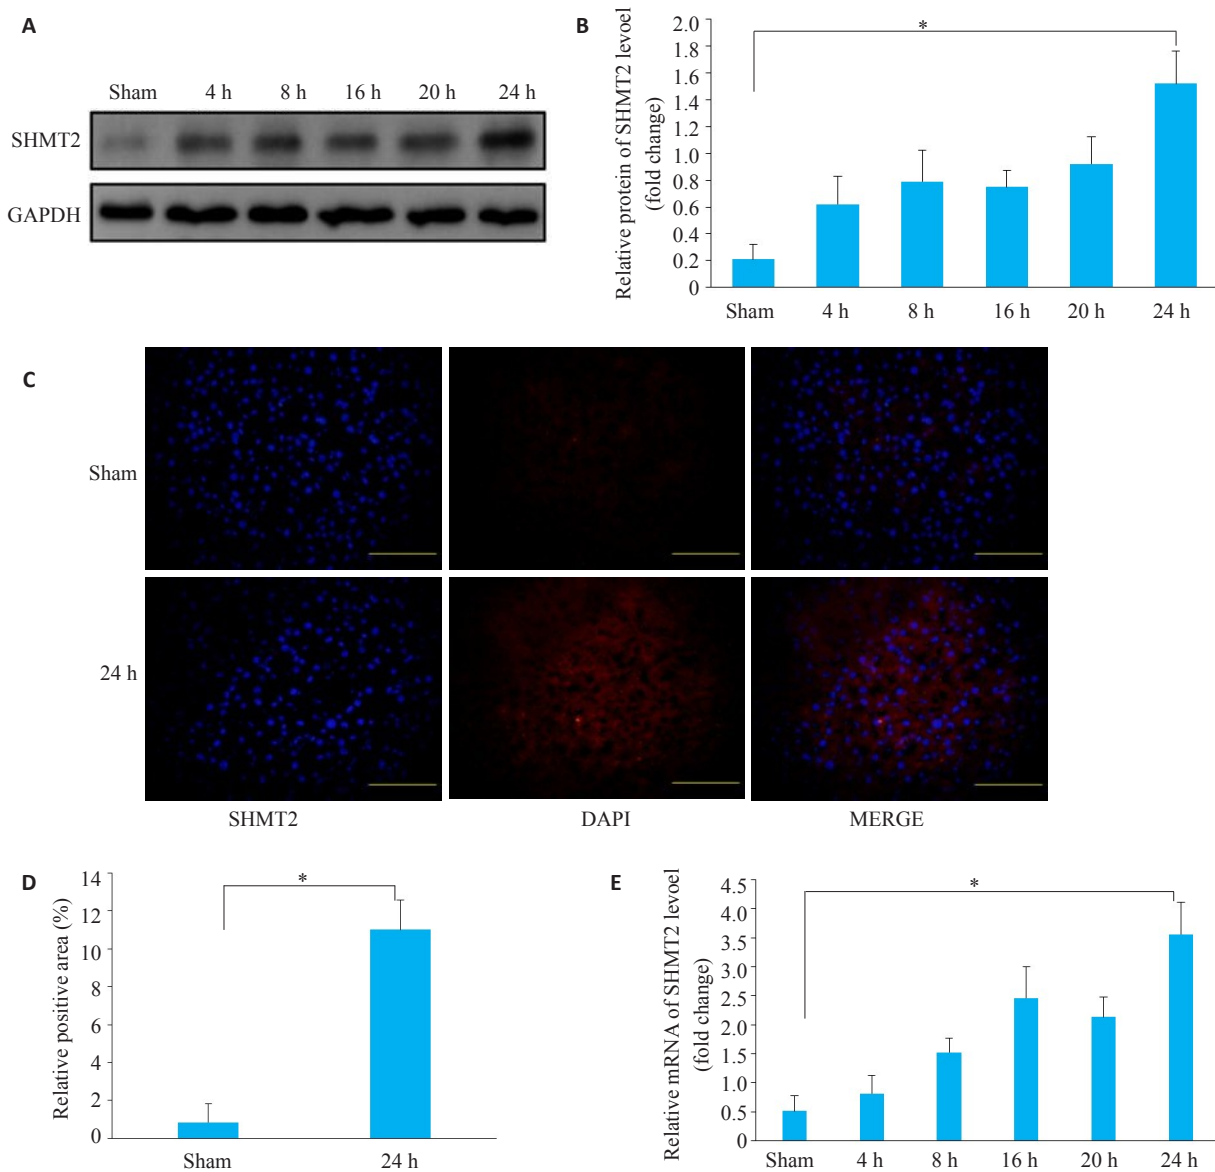 A
Sham 4 h 8 h 16 h 20 h 24 h
SHMT2
GAPDH
B
Relative protein of SHMT2 levoel
(fold change)
2.0
1.8
1.6
1.4
1.2
1.0
0.8
0.6
0.4
0.2
0
*
Sham 4 h 8 h 16 h 20 h 24 h
C
Sham
24 h
SHMT2 DAPI MERGE
D
Relative positive area (%)
14
12
10
8
6
4
2
0
*
Sham 24 h
E
Relative mRNA of SHMT2 levoel
(fold change)
4.5
4.0
3.5
3.0
2.5
2.0
1.5
1.0
0.5
0
*
Sham 4 h 8 h 16 h 20 h 24 h